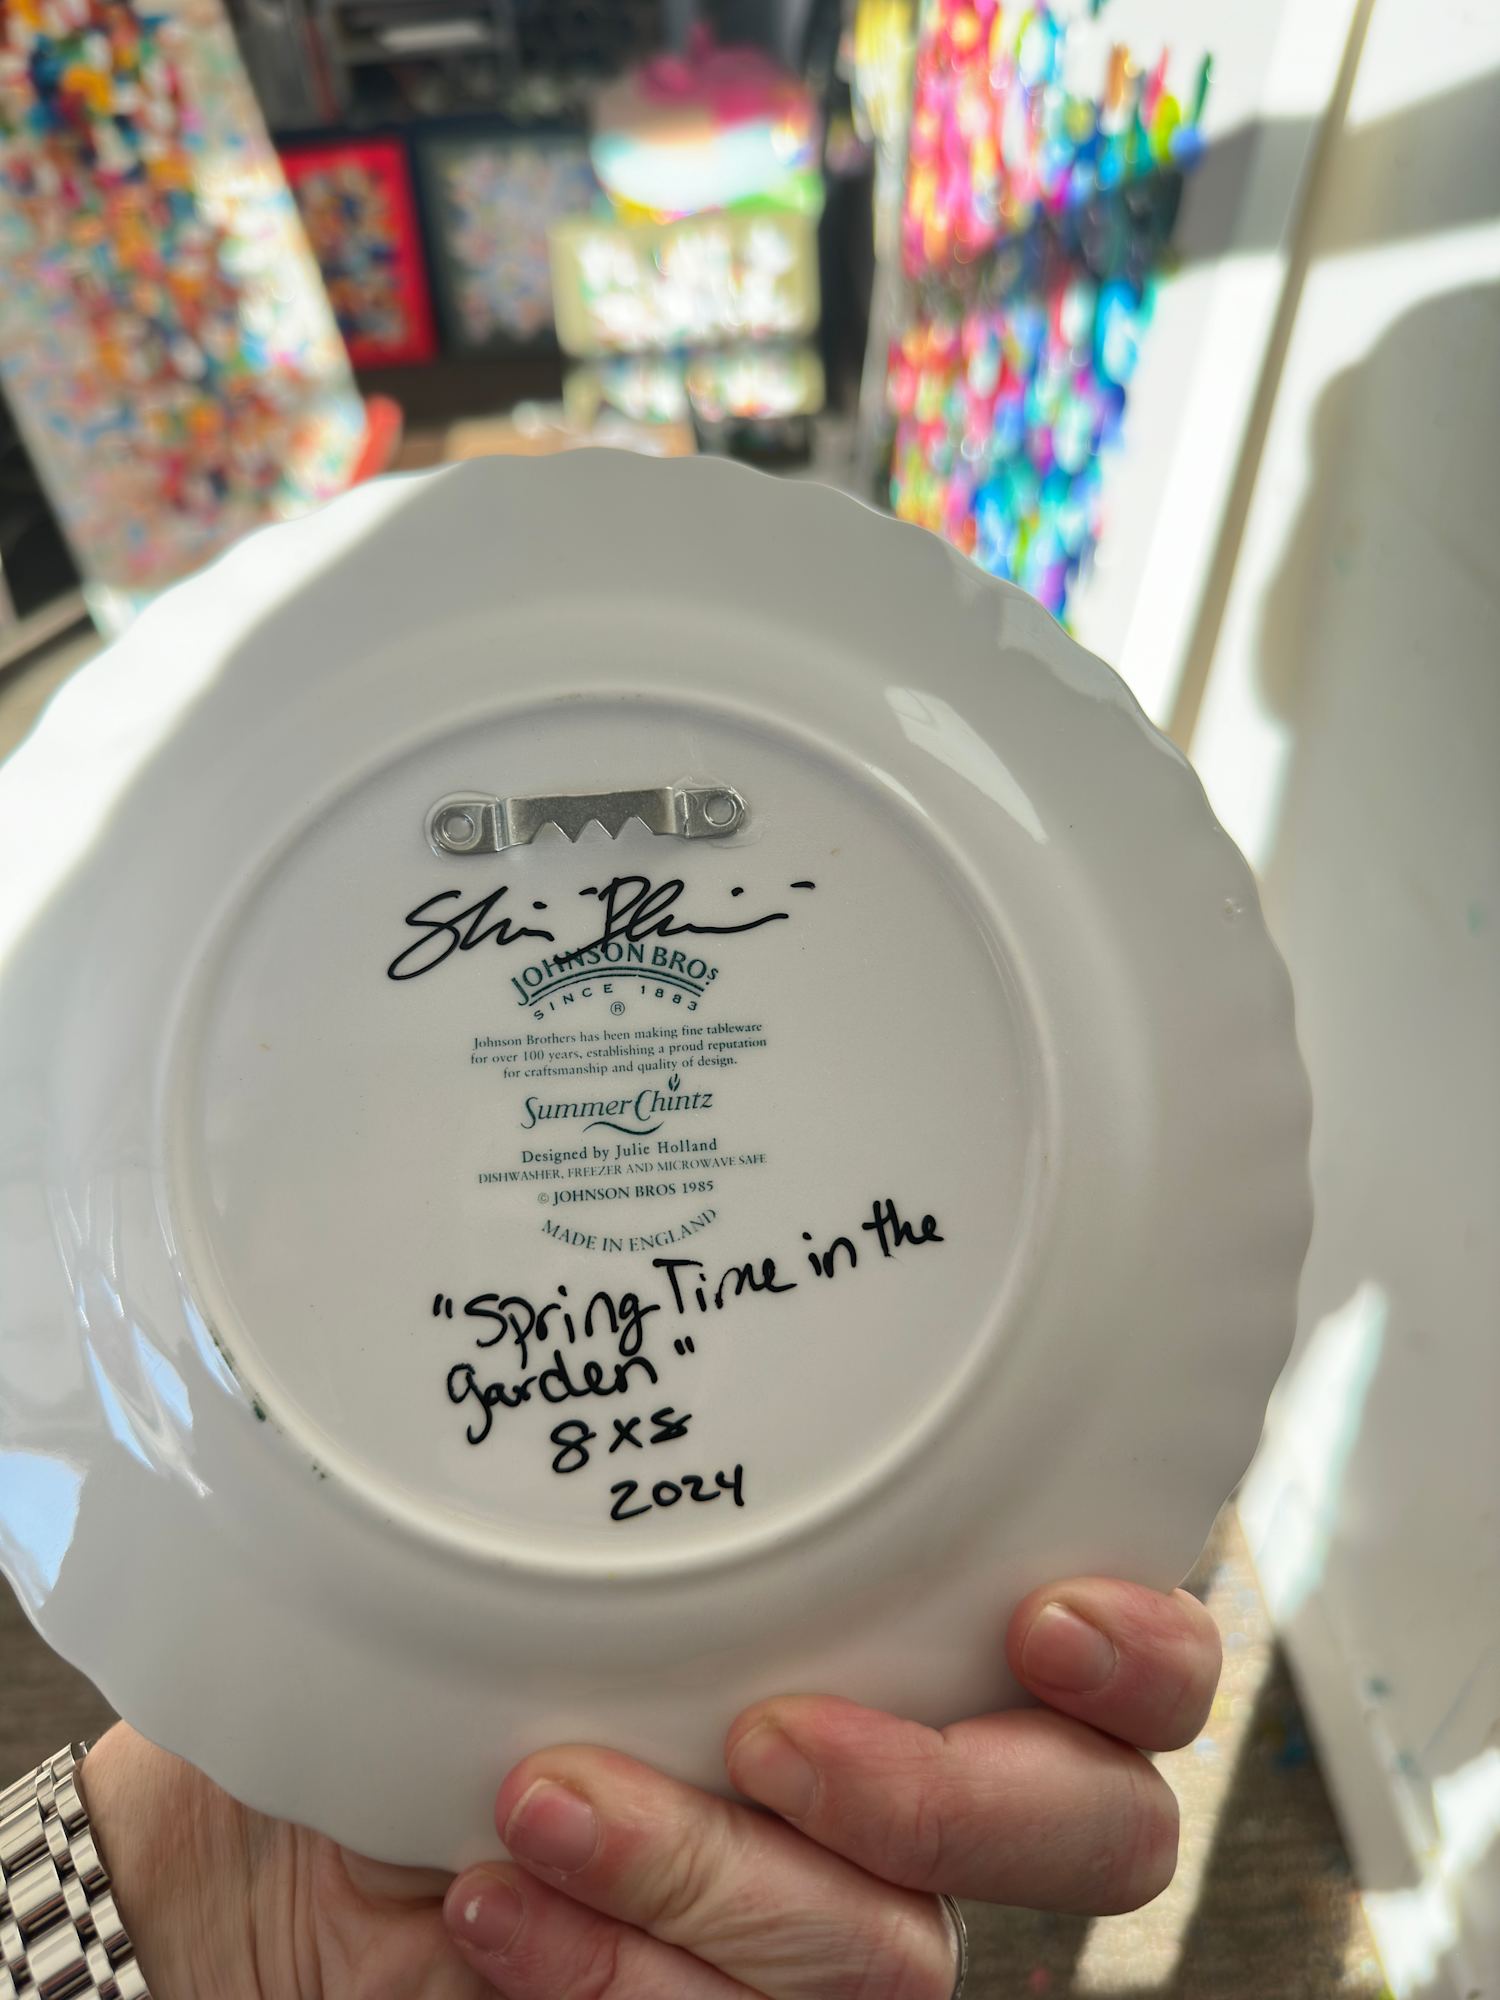 JOHNSON BROS
SINCE 1883
®
Johnson Brothers has been making fine tableware
for over 100 years, establishing a proud reputation
for craftsmanship and quality of design.
Summer Chintz
Designed by Julie Holland
DISHWASHER, FREEZER AND MICROWAVE SAFE
© JOHNSON BROS 1985
MADE IN ENGLAND
"Spring Time in the
garden"
8 x 8
2024